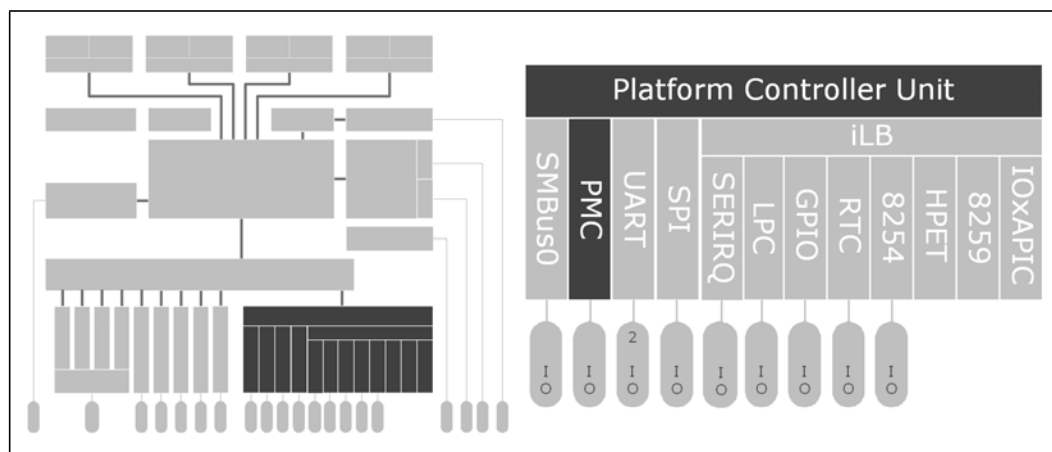 Platform Controller Unit
iLB
SMBus0
PMC
UART
SPI
SERIRQ
LPC
GPIO
RTC
8254
HPET
8259
IOxAPIC
2
IO
IO
IO
IO
IO
IO
IO
IO
IO